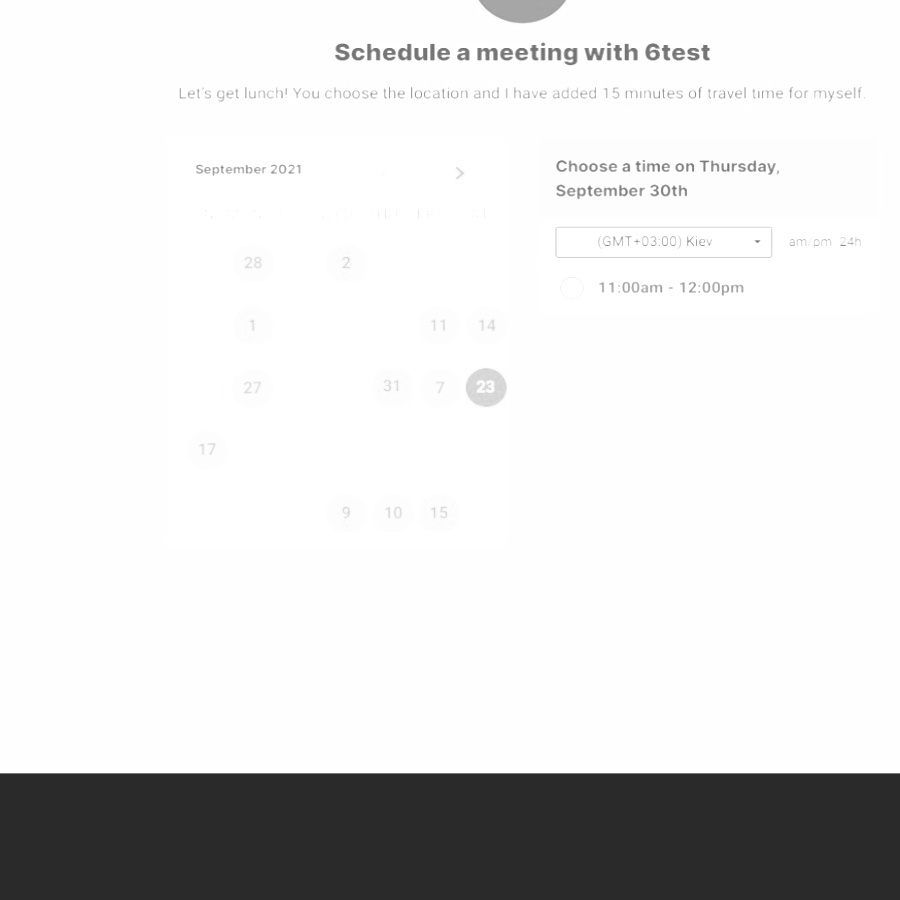 Schedule a meeting with 6test
Let's get lunch! You choose the location and I have added 15 minutes of travel time for myself.
September 2021
28 2
1 11 14
27 31 7 23
17
9 10 15
Choose a time on Thursday,
September 30th
(GMT+03:00) Kiev am/pm 24h
11:00am - 12:00pm